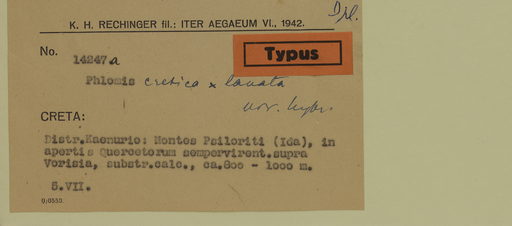 K. H. RECHINGER fil.: ITER AEGAEUM VI., 1942.
No. 14247a
Typus
Phlomis cretica x lanata
nov. hybr.
CRETA:
Distr.Kaenurio: Montes Psiloriti (Ida), in
apertis Quercetorum sempervirent.supra
Vorisia, substr.calc., ca.800 - 1000 m.
5.VII.